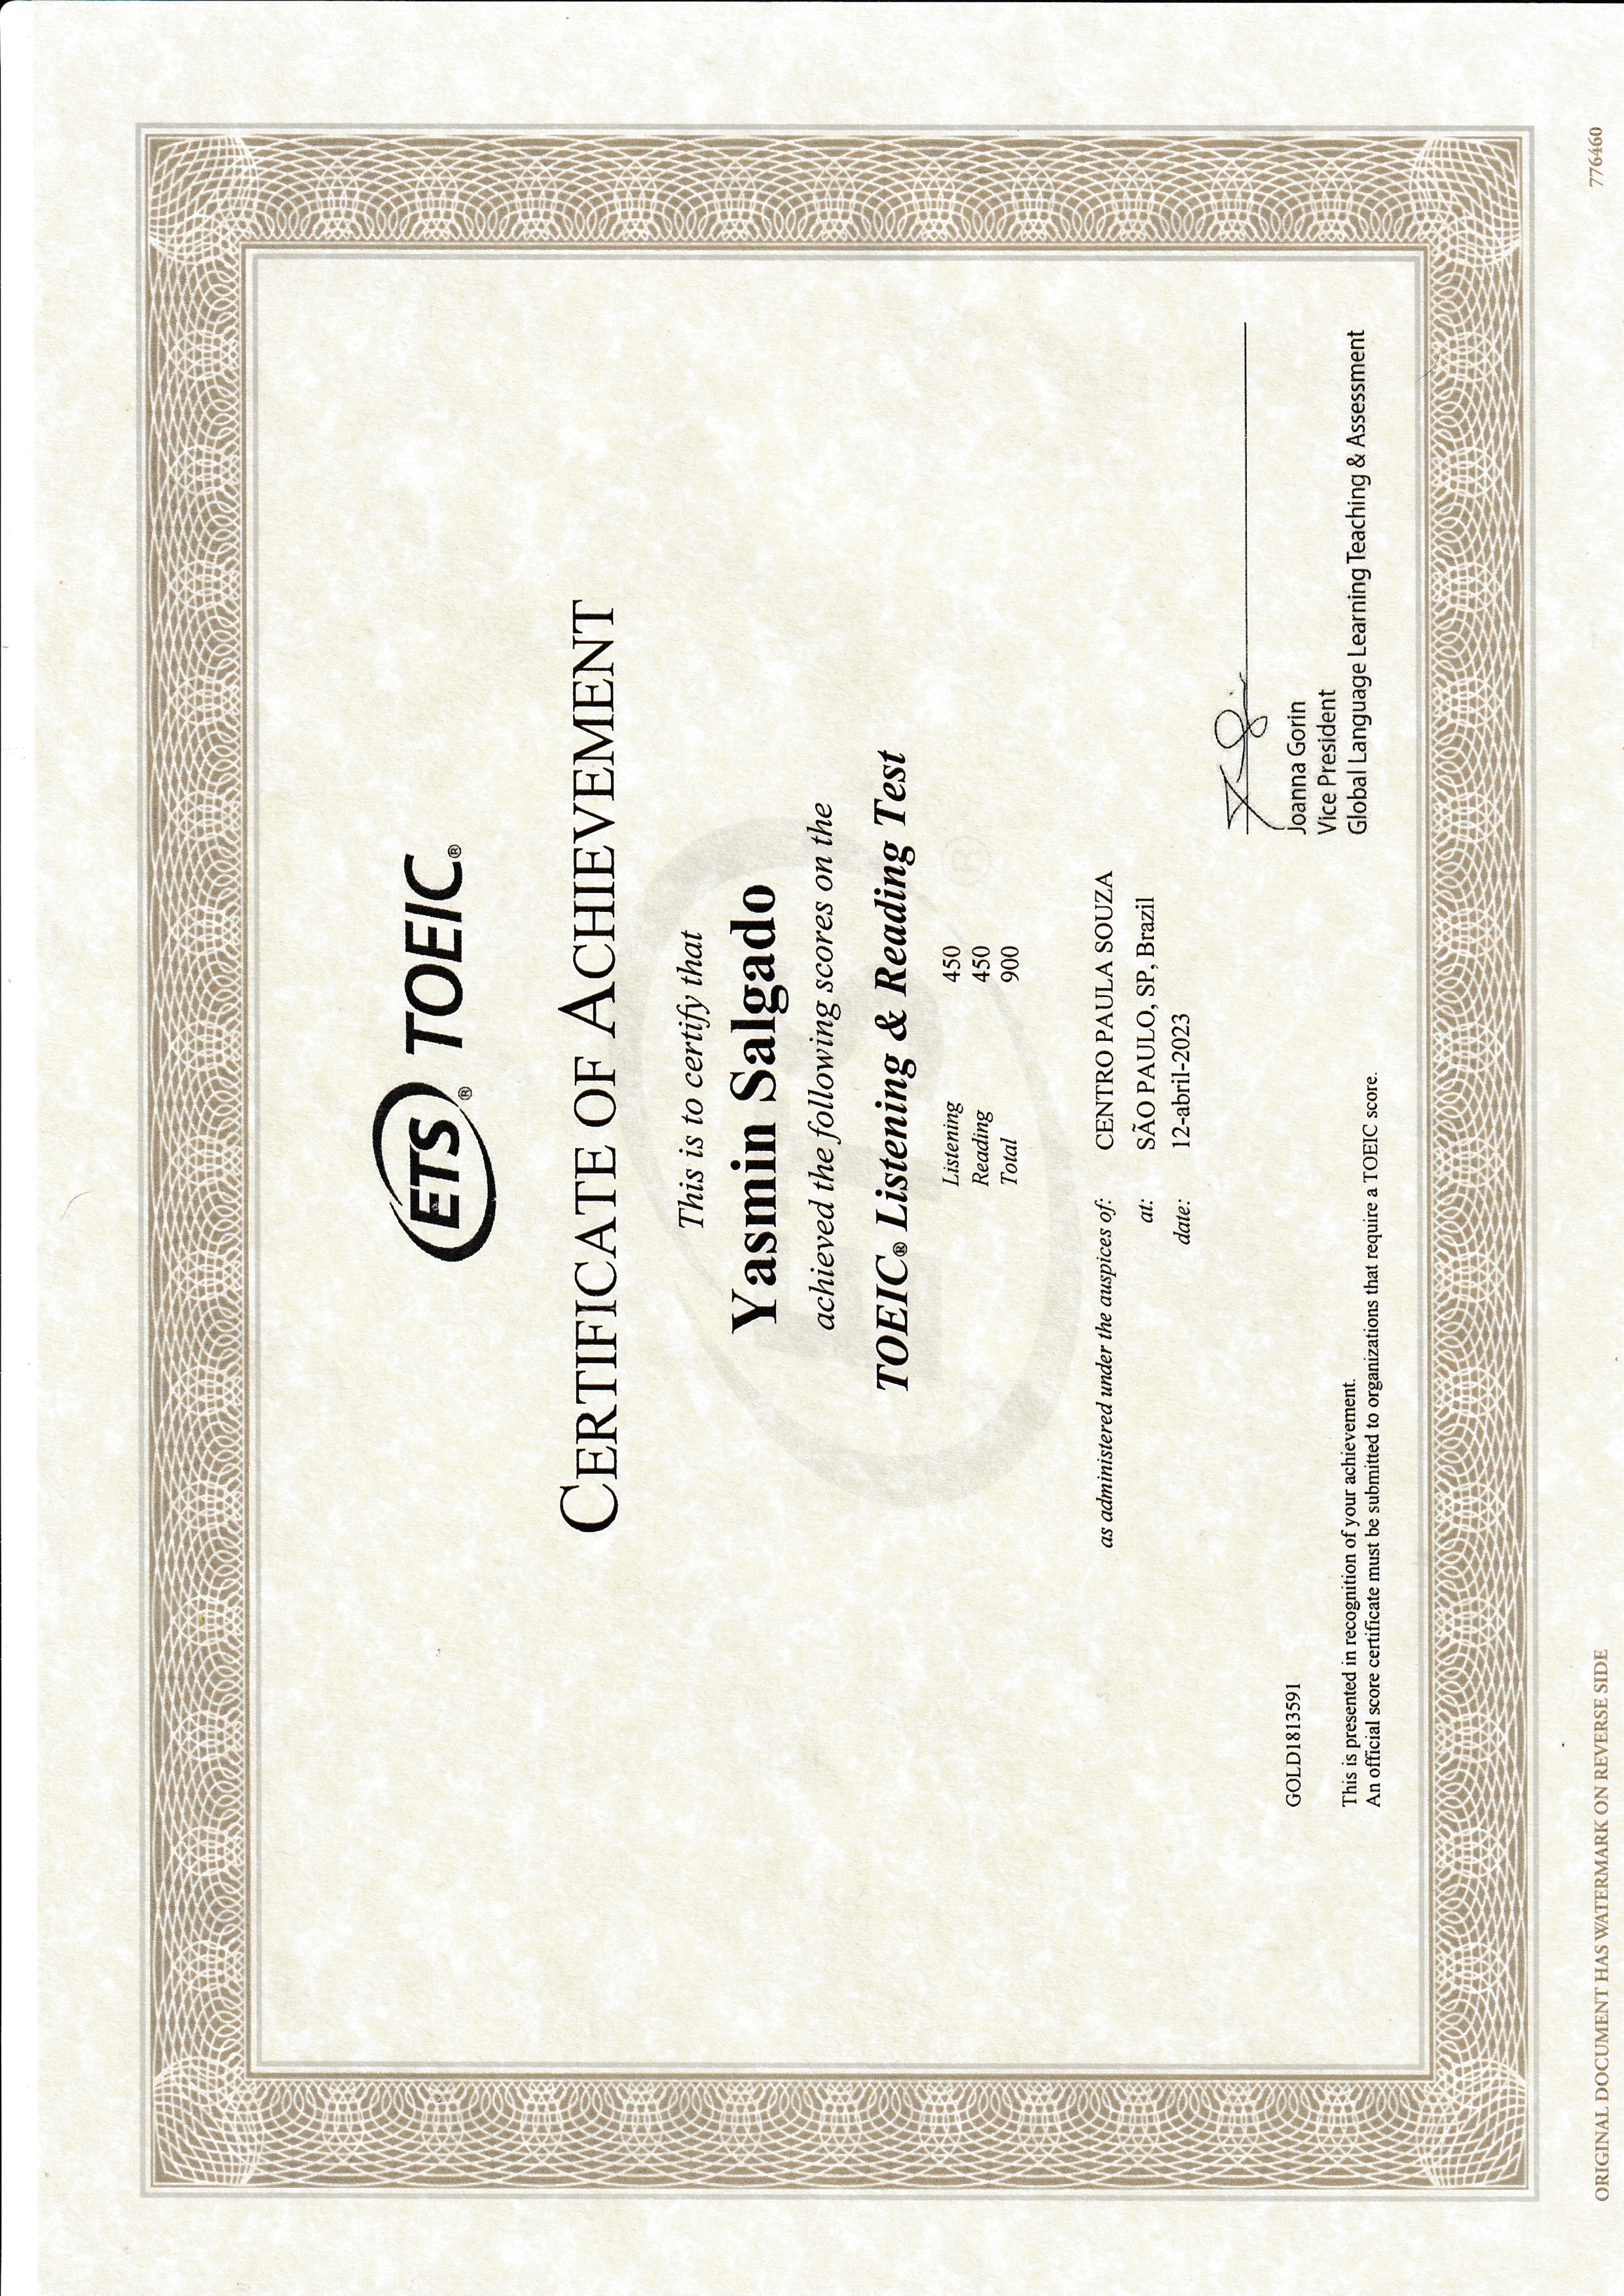 ETS® TOEIC®
CERTIFICATE OF ACHIEVEMENT
This is to certify that
Yasmin Salgado
achieved the following scores on the
TOEIC® Listening & Reading Test
Listening 450
Reading 450
Total 900
as administered under the auspices of: CENTRO PAULA SOUZA
at: SÃO PAULO, SP, Brazil
date: 12-abril-2023
Joanna Gorin
Vice President
Global Language Learning Teaching & Assessment
GOLD1813591
This is presented in recognition of your achievement.
An official score certificate must be submitted to organizations that require a TOEIC score.
ORIGINAL DOCUMENT HAS WATERMARK ON REVERSE SIDE
776460